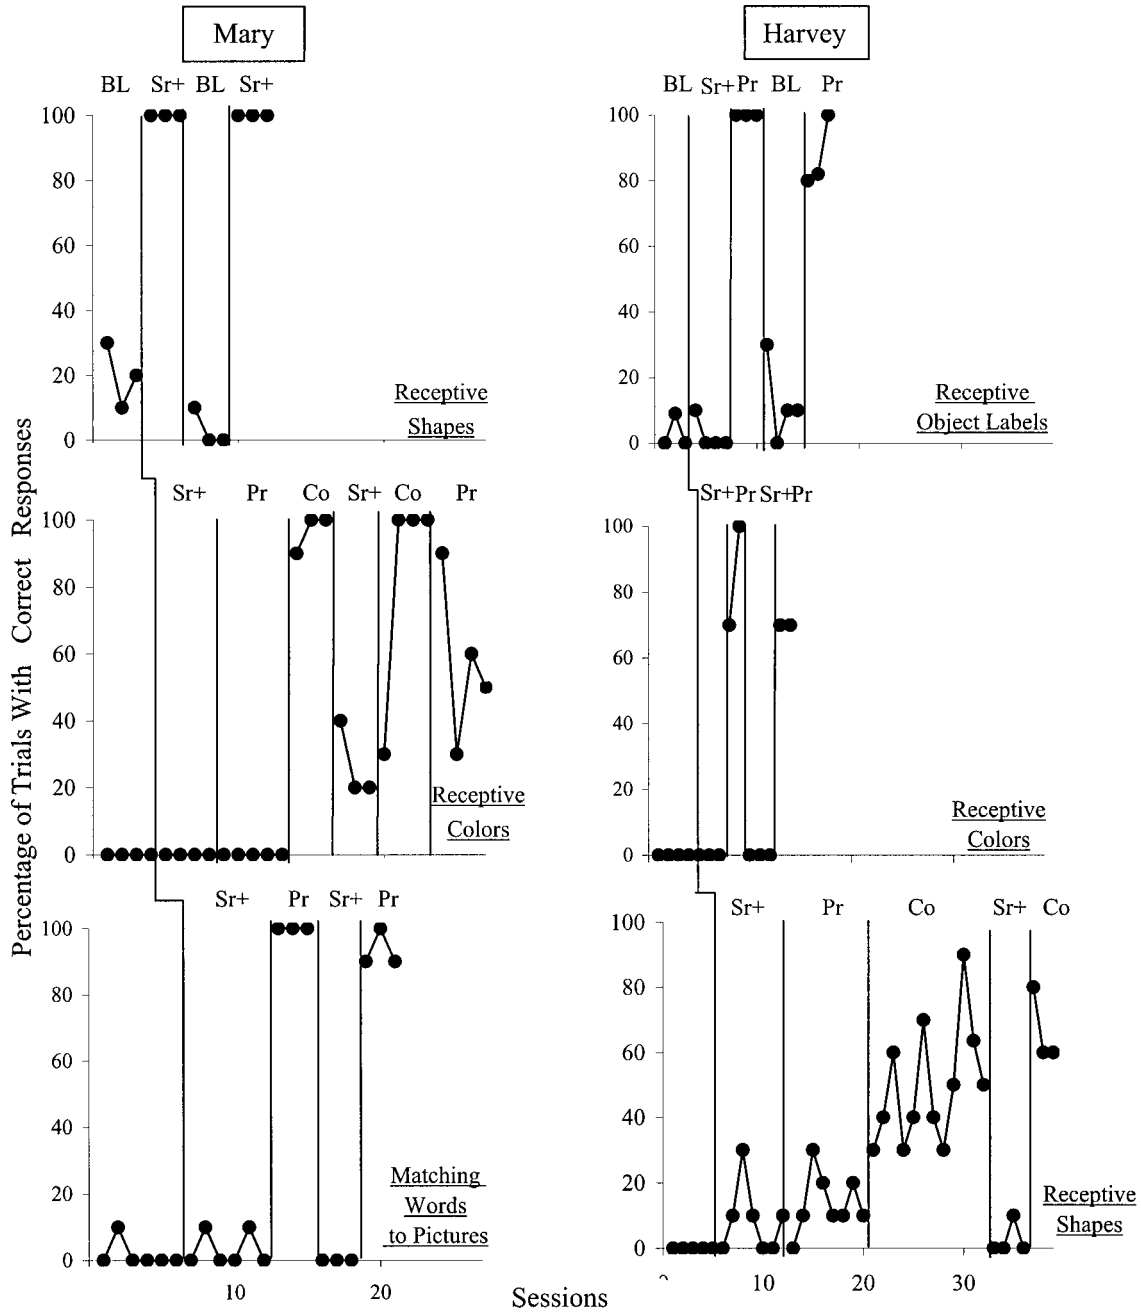 Mary
Harvey
BL Sr+ BL Sr+
100
80
60
40
20
0
Receptive
Shapes
BL Sr+ Pr BL Pr
100
80
60
40
20
0
Receptive
Object Labels
Percentage of Trials With Correct Responses
Sr+ Pr Co Sr+ Co Pr
100
80
60
40
20
0
Receptive
Colors
Sr+ Pr Sr+ Pr
100
80
60
40
20
0
Receptive
Colors
Sr+ Pr Sr+ Pr
100
80
60
40
20
0
Matching
Words
to Pictures
10 20
Sr+ Pr Co Sr+ Co
100
80
60
40
20
0
Receptive
Shapes
10 20 30
Sessions